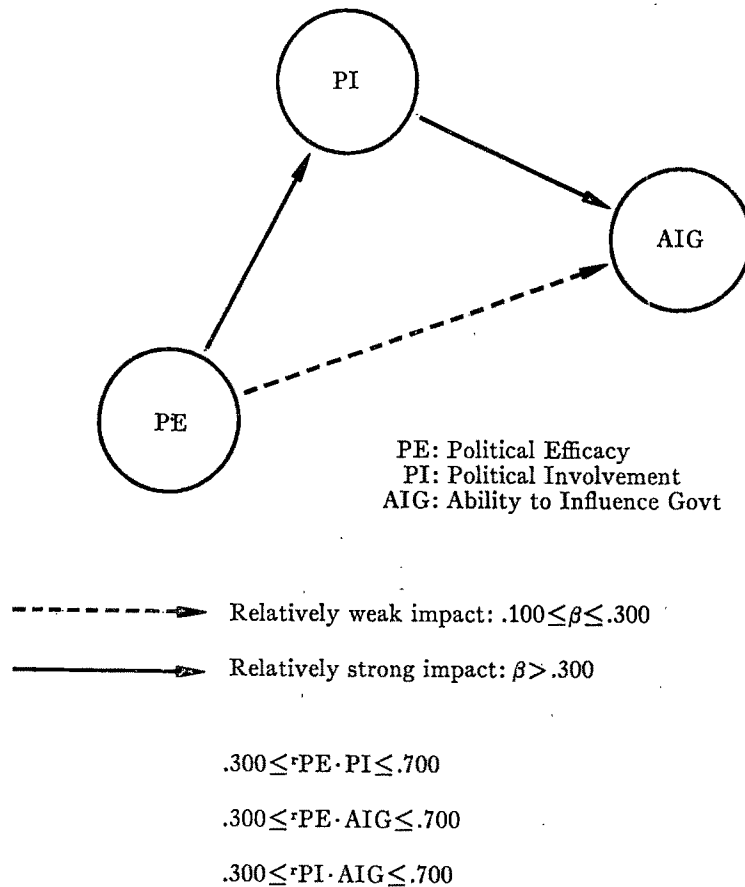 PI
AIG
PE
PE: Political Efficacy
PI: Political Involvement
AIG: Ability to Influence Govt
Relatively weak impact: .100≤β≤.300
Relatively strong impact: β>.300
.300≤ʳPE·PI≤.700
.300≤ʳPE·AIG≤.700
.300≤ʳPI·AIG≤.700